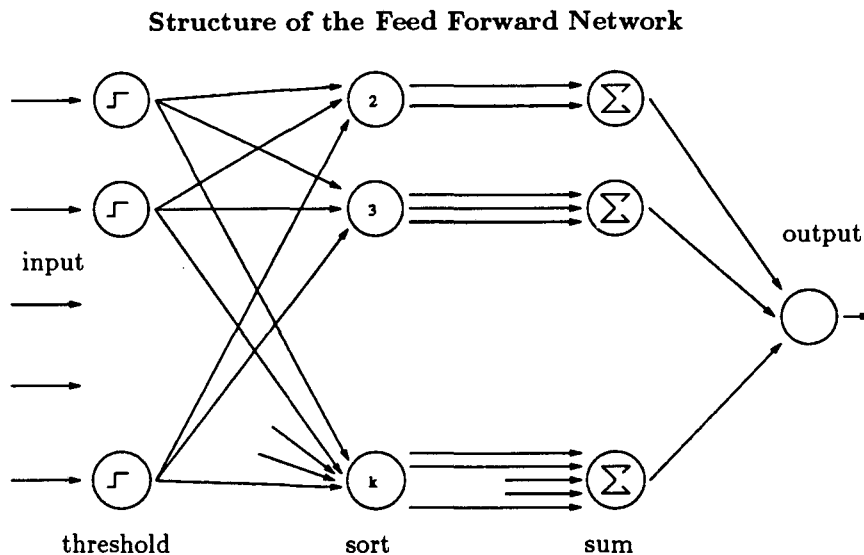 Structure of the Feed Forward Network
2
Σ
3
Σ
input
output
k
Σ
threshold
sort
sum